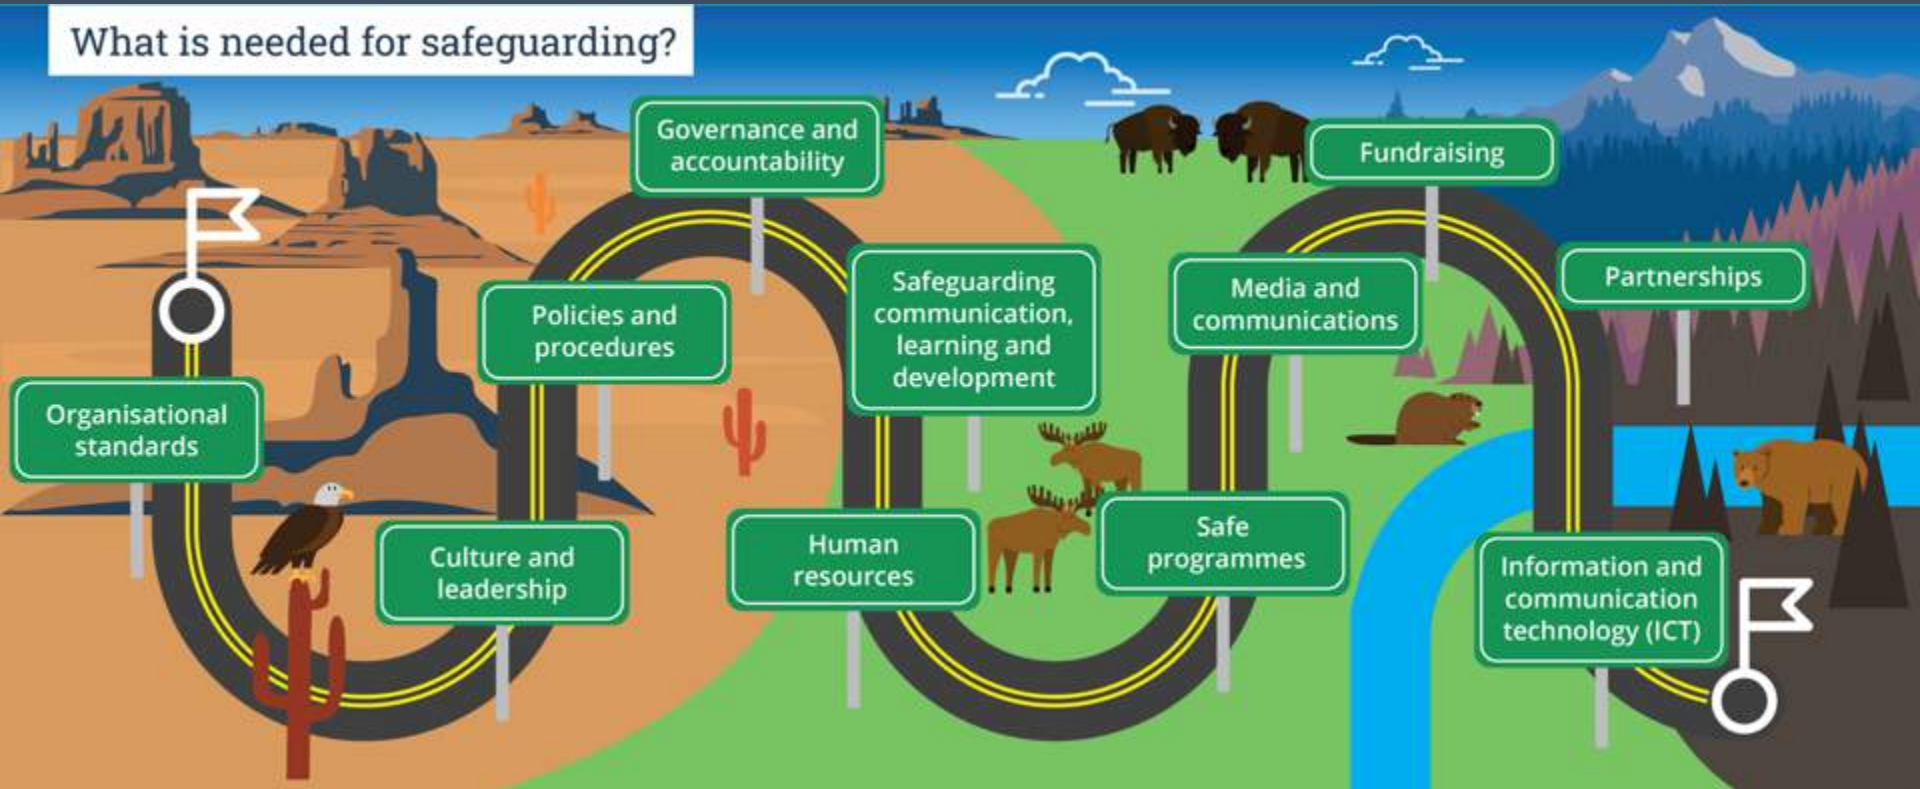 What is needed for safeguarding?
Organisational
standards
Culture and
leadership
Policies and
procedures
Governance and
accountability
Safeguarding
communication,
learning and
development
Human
resources
Safe
programmes
Media and
communications
Fundraising
Partnerships
Information and
communication
technology (ICT)